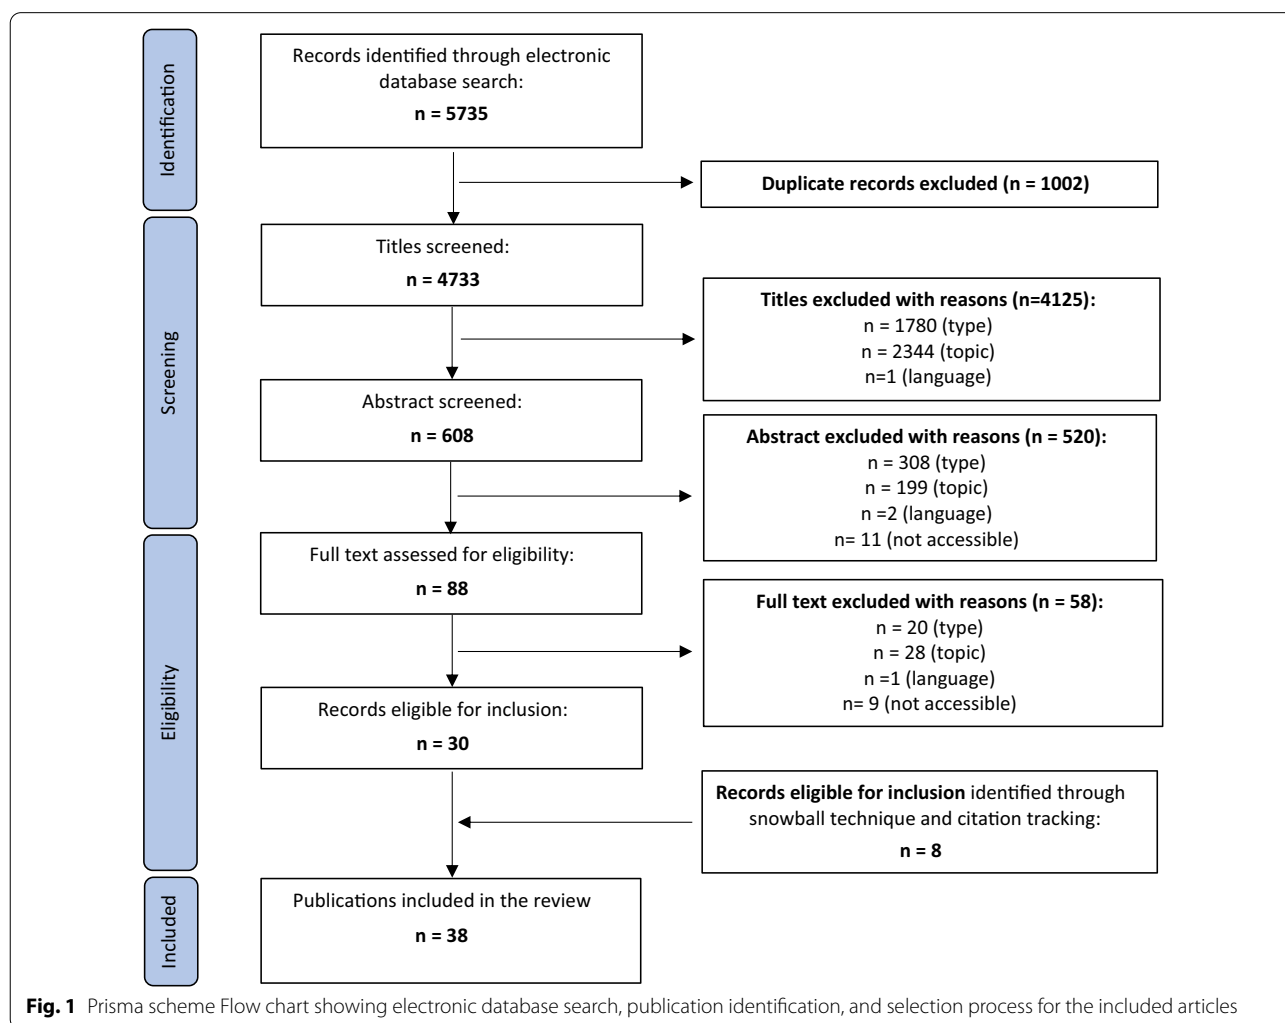 Identification
Records identified through electronic
database search:
n = 5735
Duplicate records excluded (n = 1002)
Screening
Titles screened:
n = 4733
Titles excluded with reasons (n=4125):
n = 1780 (type)
n = 2344 (topic)
n=1 (language)
Abstract screened:
n = 608
Abstract excluded with reasons (n = 520):
n = 308 (type)
n = 199 (topic)
n =2 (language)
n= 11 (not accessible)
Eligibility
Full text assessed for eligibility:
n = 88
Full text excluded with reasons (n = 58):
n = 20 (type)
n = 28 (topic)
n =1 (language)
n= 9 (not accessible)
Records eligible for inclusion:
n = 30
Records eligible for inclusion identified through
snowball technique and citation tracking:
n = 8
Included
Publications included in the review
n = 38
Fig. 1 Prisma scheme Flow chart showing electronic database search, publication identification, and selection process for the included articles